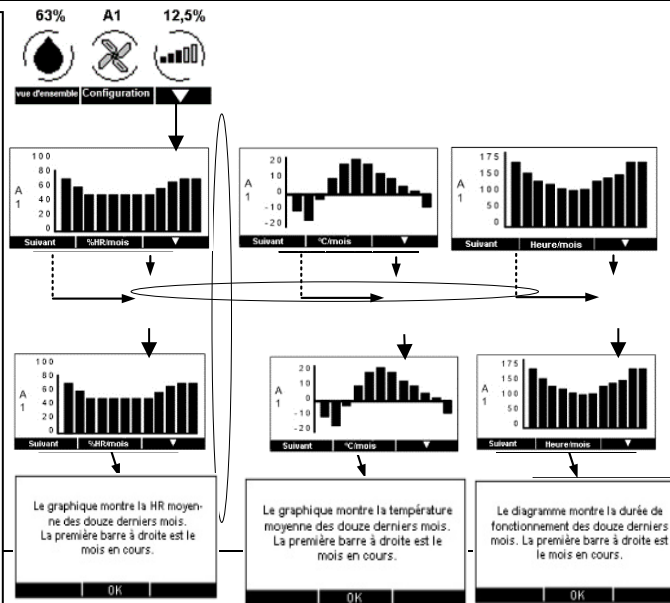 63% A1 12,5%
vue d'ensemble Configuration
100
80
60
40
20
0
A
1
Suivant %HR/mois
20
10
0
-10
-20
A
1
Suivant °C/mois
175
150
100
50
0
A
1
Suivant Heure/mois
100
80
60
40
20
0
A
1
Suivant %HR/mois
20
10
0
-10
-20
A
1
Suivant °C/mois
175
150
100
50
0
A
1
Suivant Heure/mois
Le graphique montre la HR moyen-
ne des douze derniers mois.
La première barre à droite est le
mois en cours.
OK
Le graphique montre la température
moyenne des douze derniers mois.
La première barre à droite est le
mois en cours.
OK
Le diagramme montre la durée de
fonctionnement des douze derniers
mois. La première barre à droite est
le mois en cours.
OK